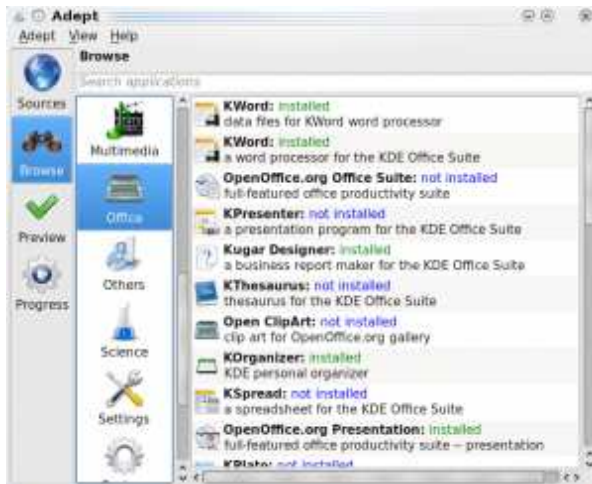 Adept
Adept View Help
Browse
Search applications
Sources
Browse
Preview
Progress
Multimedia
Office
Others
Science
Settings
KWord: installed
data files for KWord word processor
KWord: installed
a word processor for the KDE Office Suite
OpenOffice.org Office Suite: not installed
full-featured office productivity suite
KPresenter: not installed
a presentation program for the KDE Office Suite
Kugar Designer: installed
a business report maker for the KDE Office Suite
KThesaurus: not installed
thesaurus for the KDE Office Suite
Open ClipArt: not installed
clip art for OpenOffice.org gallery
KOrganizer: installed
KDE personal organizer
KSpread: not installed
a spreadsheet for the KDE Office Suite
OpenOffice.org Presentation: installed
full-featured office productivity suite -- presentation
KPlato: not installed